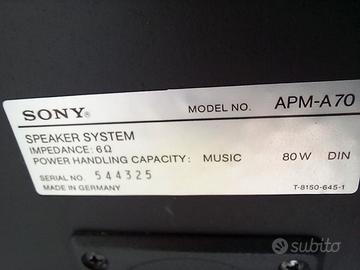 SONY® MODEL NO. APM-A70
SPEAKER SYSTEM
IMPEDANCE: 6Ω
POWER HANDLING CAPACITY: MUSIC 80W DIN
SERIAL NO. 544325
MADE IN GERMANY T-8150-645-1
subito